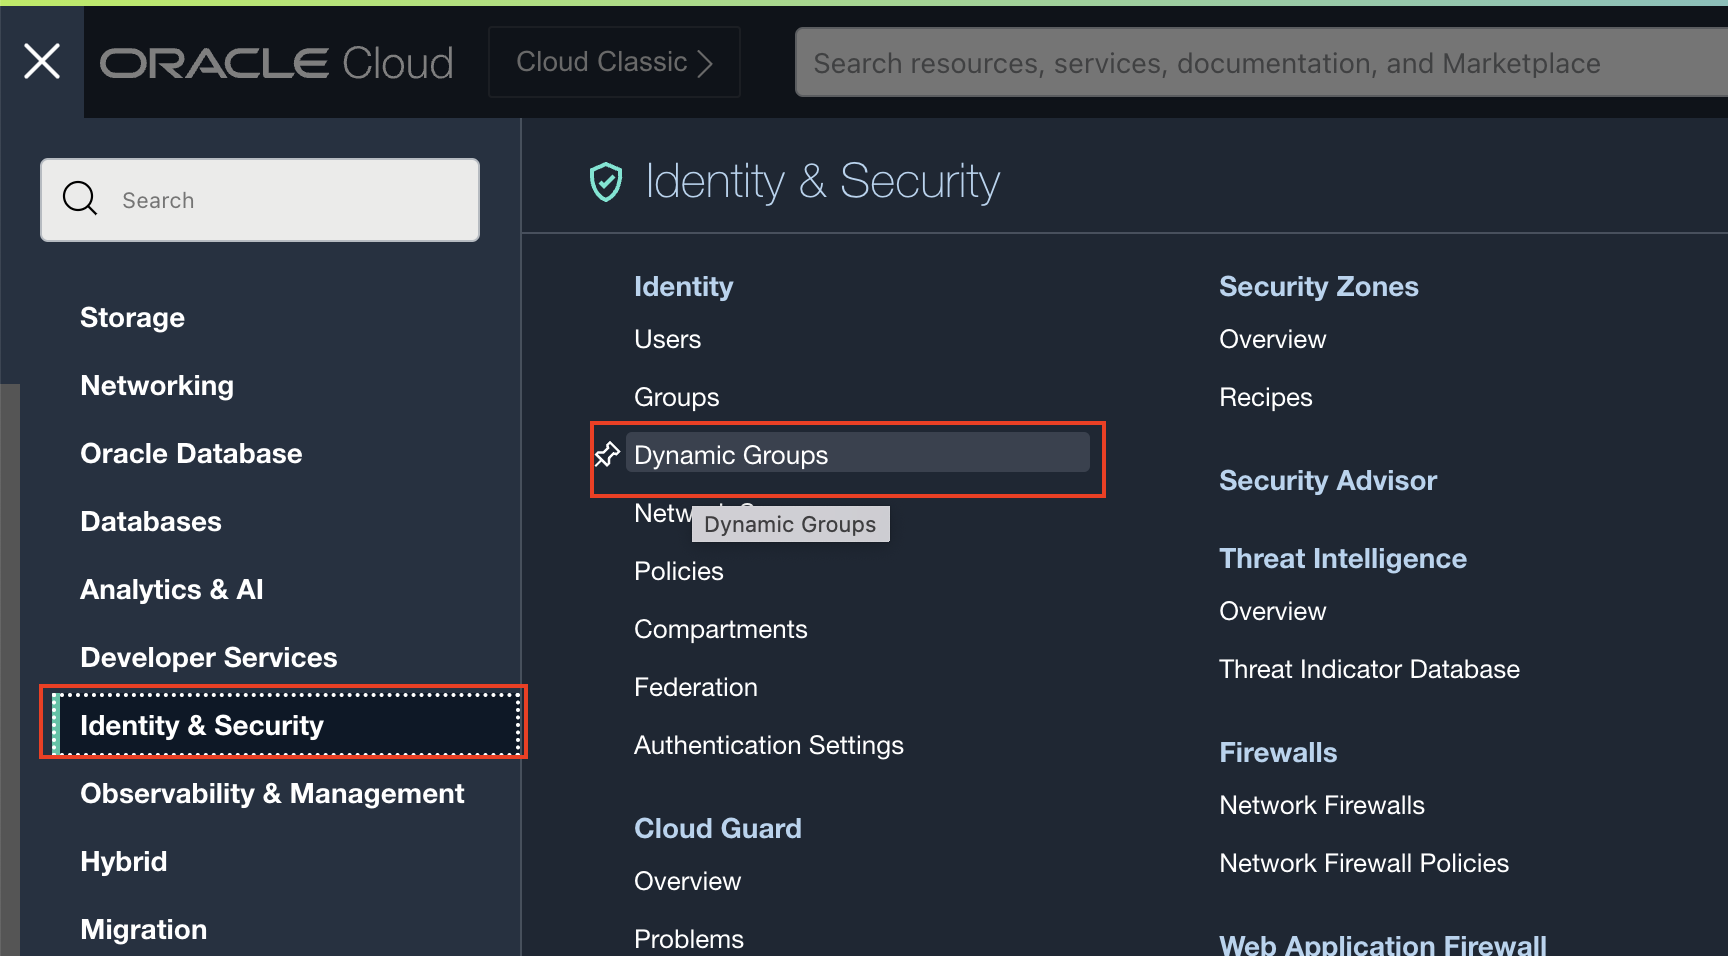 ORACLE Cloud
Cloud Classic
Search resources, services, documentation, and Marketplace
Search
Storage
Networking
Oracle Database
Databases
Analytics & AI
Developer Services
Identity & Security
Observability & Management
Hybrid
Migration
Identity & Security
Identity
Users
Groups
Dynamic Groups
Dynamic Groups
Policies
Compartments
Federation
Authentication Settings
Cloud Guard
Overview
Problems
Security Zones
Overview
Recipes
Security Advisor
Threat Intelligence
Overview
Threat Indicator Database
Firewalls
Network Firewalls
Network Firewall Policies
Web Application Firewall